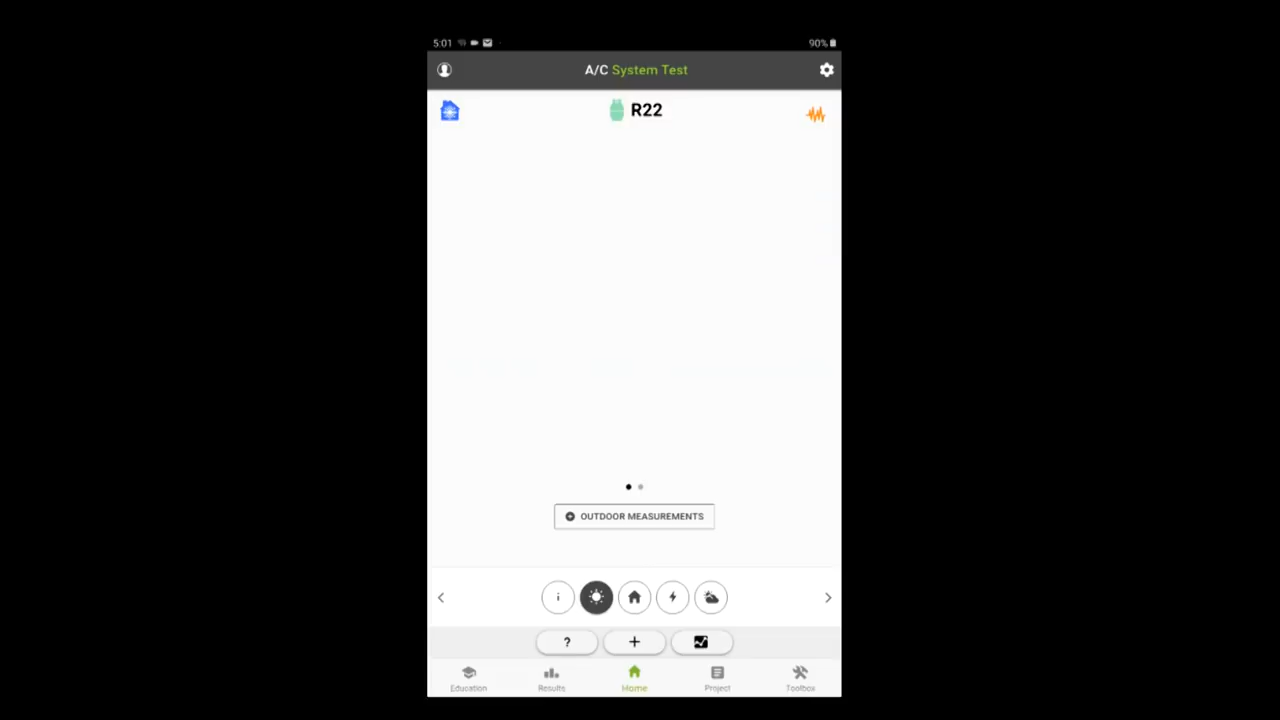 5:01
90%
A/C System Test
R22
OUTDOOR MEASUREMENTS
i
?
+
Education
Results
Home
Project
Toolbox